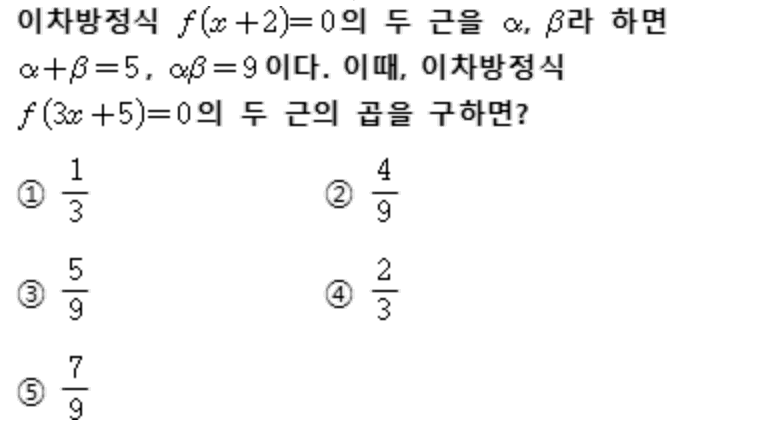 이차방정식 f(x+2)=0의 두 근을 α, β라 하면
α+β=5, αβ=9이다. 이때, 이차방정식
f(3x+5)=0의 두 근의 곱을 구하면?
① 1/3 ② 4/9
③ 5/9 ④ 2/3
⑤ 7/9